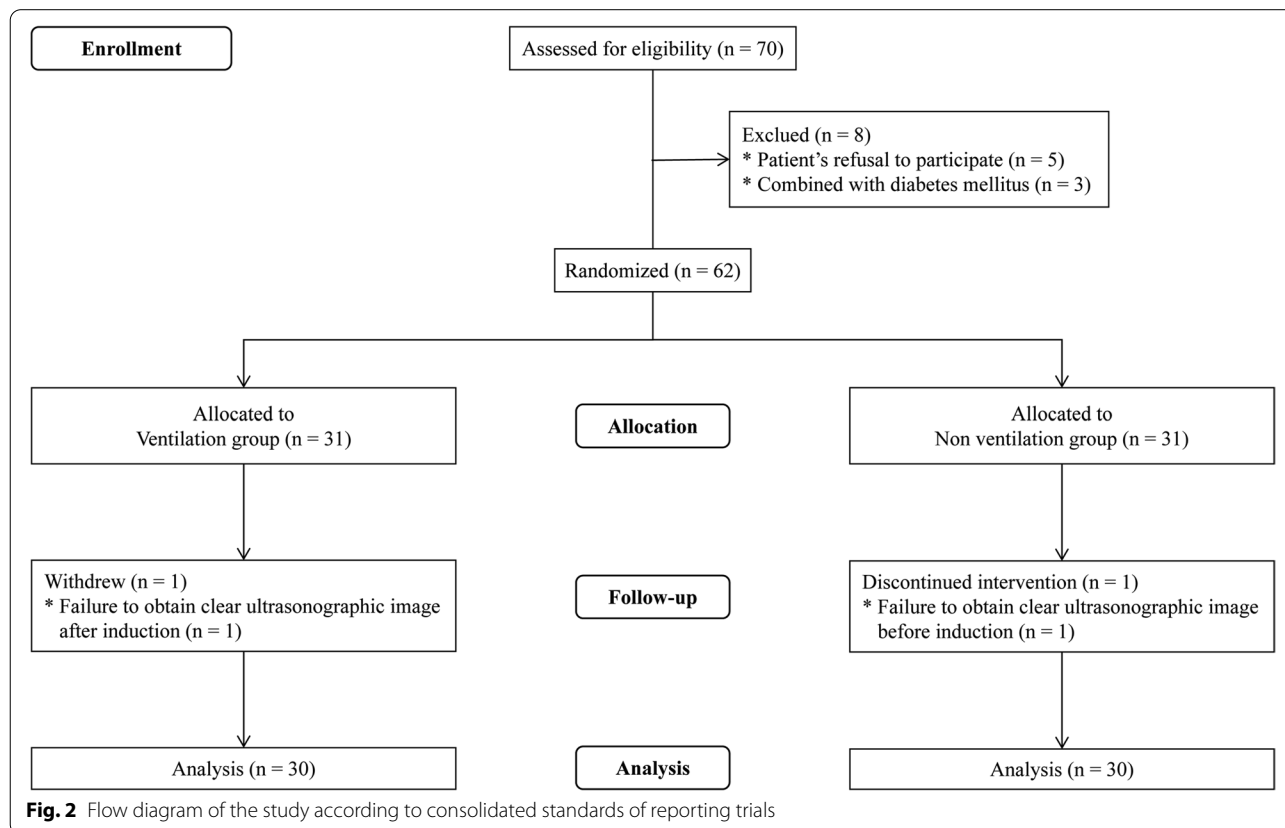 Enrollment
Assessed for eligibility (n = 70)
Exclued (n = 8)
* Patient's refusal to participate (n = 5)
* Combined with diabetes mellitus (n = 3)
Randomized (n = 62)
Allocated to
Ventilation group (n = 31)
Allocation
Allocated to
Non ventilation group (n = 31)
Withdrew (n = 1)
* Failure to obtain clear ultrasonographic image
after induction (n = 1)
Follow-up
Discontinued intervention (n = 1)
* Failure to obtain clear ultrasonographic image
before induction (n = 1)
Analysis (n = 30)
Analysis
Analysis (n = 30)
Fig. 2 Flow diagram of the study according to consolidated standards of reporting trials